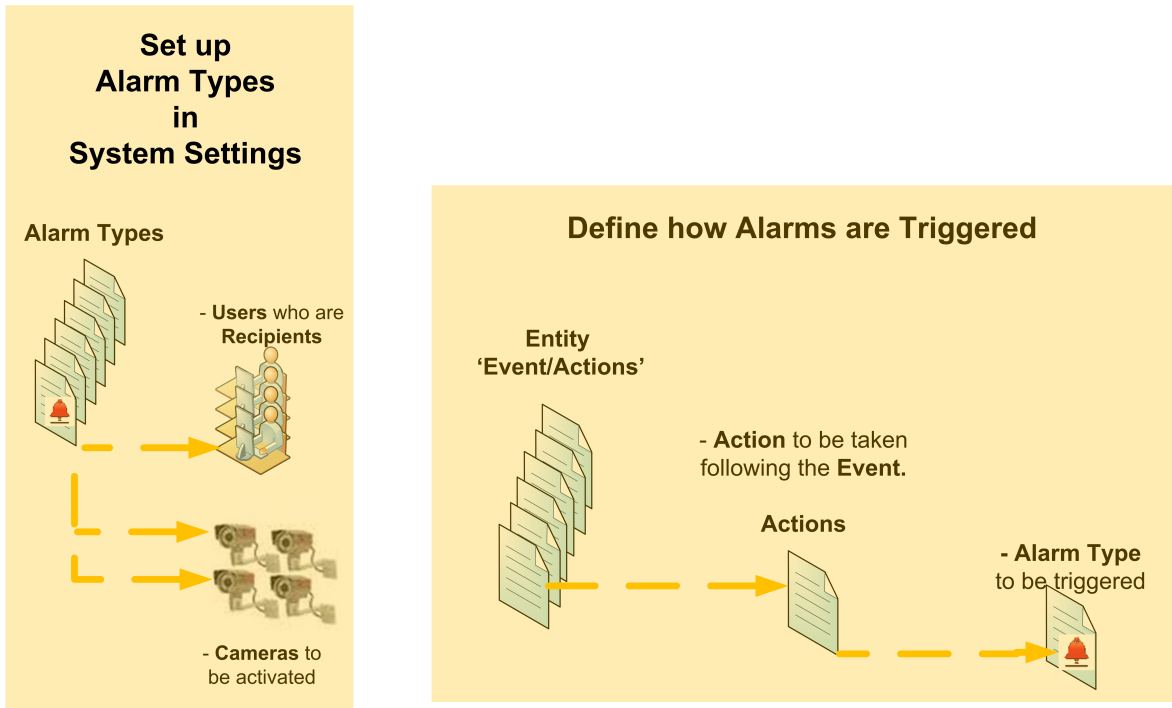 Set up
Alarm Types
in
System Settings
Alarm Types
- Users who are
Recipients
- Cameras to
be activated
Define how Alarms are Triggered
Entity
‘Event/Actions’
- Action to be taken
following the Event.
Actions
- Alarm Type
to be triggered